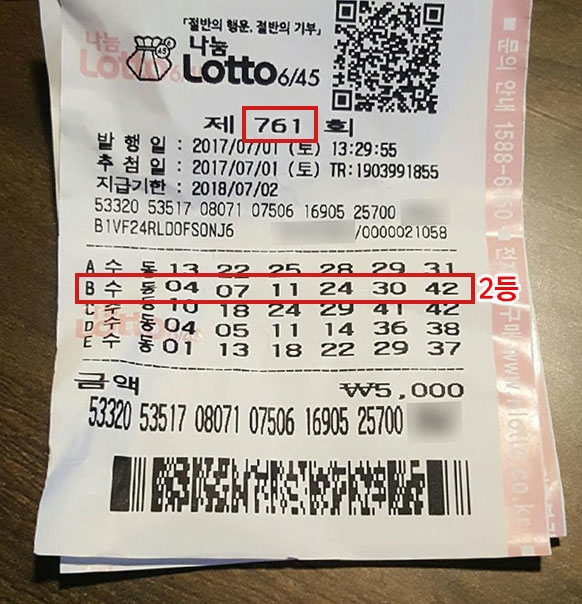 「절반의 행운, 절반의 기부」
나눔
Lotto 6/45
제 761 회
발 행 일 : 2017/07/01 (토) 13:29:55
추 첨 일 : 2017/07/01 (토) TR:1903991855
지급기한 : 2018/07/02
53320 53517 08071 07506 16905 25700
B1VF24RLDOFSONJ6 /0000021058
A 수 동 13 22 25 28 29 31
B 수 동 04 07 11 24 30 42 2등
C 수 동 10 18 24 29 41 42
D 수 동 04 05 11 14 36 38
E 수 동 01 13 18 22 29 37
금액 ₩5,000
53320 53517 08071 07506 16905 25700
나눔
Lotto 6
Lotto
문의 안내 1588-6